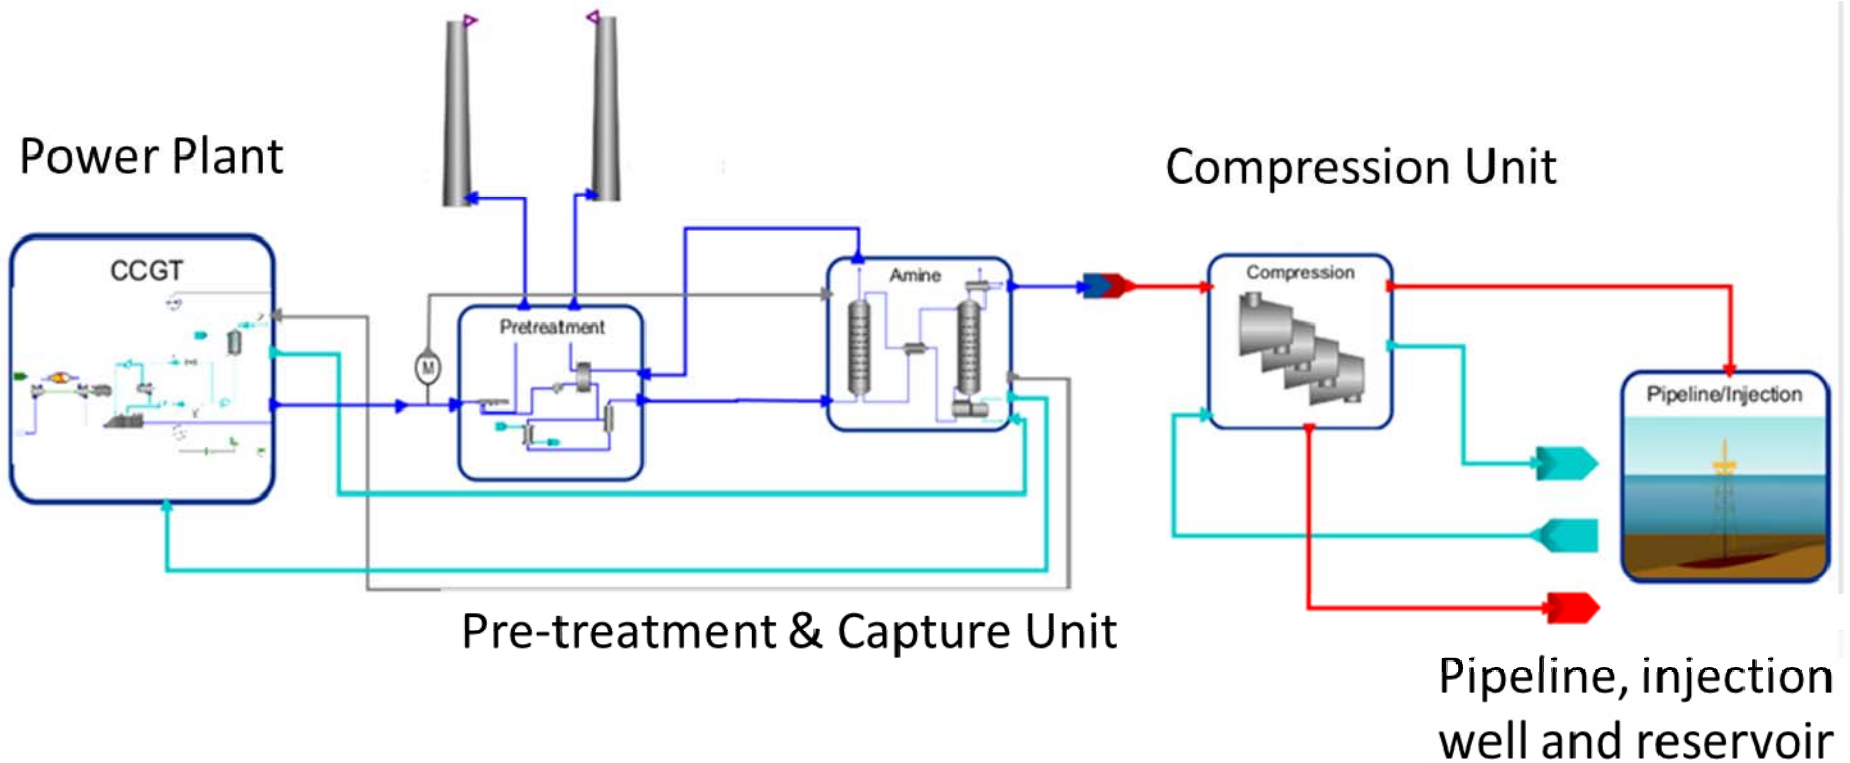 Power Plant
CCGT
M
Pretreatment
Amine
Pre-treatment & Capture Unit
Compression Unit
Compression
Pipeline/Injection
Pipeline, injection
well and reservoir